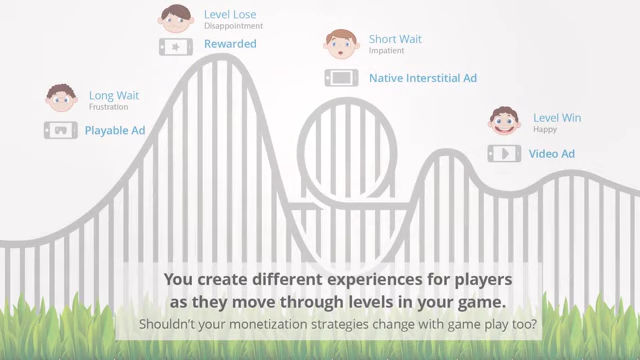 Level Lose
Disappointment
Rewarded
Short Wait
Impatient
Native Interstitial Ad
Long Wait
Frustration
Playable Ad
Level Win
Happy
Video Ad
You create different experiences for players
as they move through levels in your game.
Shouldn't your monetization strategies change with game play too?